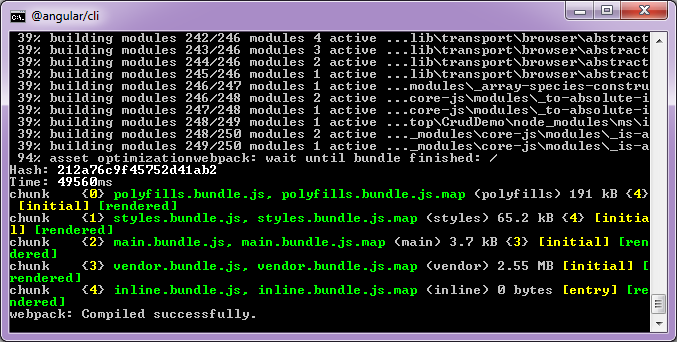 @angular/cli
39% building modules 242/246 modules 4 active ...lib\transport\browser\abstract
39% building modules 243/246 modules 3 active ...lib\transport\browser\abstract
39% building modules 244/246 modules 2 active ...lib\transport\browser\abstract
39% building modules 245/246 modules 1 active ...lib\transport\browser\abstract
39% building modules 246/247 modules 1 active ...modules\_array-species-constru
39% building modules 246/248 modules 2 active ...core-js\modules\_to-absolute-i
39% building modules 247/248 modules 1 active ...core-js\modules\_to-absolute-i
39% building modules 248/249 modules 1 active ...top\CrudDemo\node_modules\ms\i
39% building modules 248/250 modules 2 active ..._modules\core-js\modules\_is-a
39% building modules 249/250 modules 1 active ..._modules\core-js\modules\_is-a
94% asset optimizationwebpack: wait until bundle finished: /
Hash: 212a76c9f45752d41ab2
Time: 49560ms
chunk    {0} polyfills.bundle.js, polyfills.bundle.js.map (polyfills) 191 kB {4}
 [initial] [rendered]
chunk    {1} styles.bundle.js, styles.bundle.js.map (styles) 65.2 kB {4} [initia
l] [rendered]
chunk    {2} main.bundle.js, main.bundle.js.map (main) 3.7 kB {3} [initial] [ren
dered]
chunk    {3} vendor.bundle.js, vendor.bundle.js.map (vendor) 2.55 MB [initial] [
rendered]
chunk    {4} inline.bundle.js, inline.bundle.js.map (inline) 0 bytes [entry] [re
ndered]
webpack: Compiled successfully.